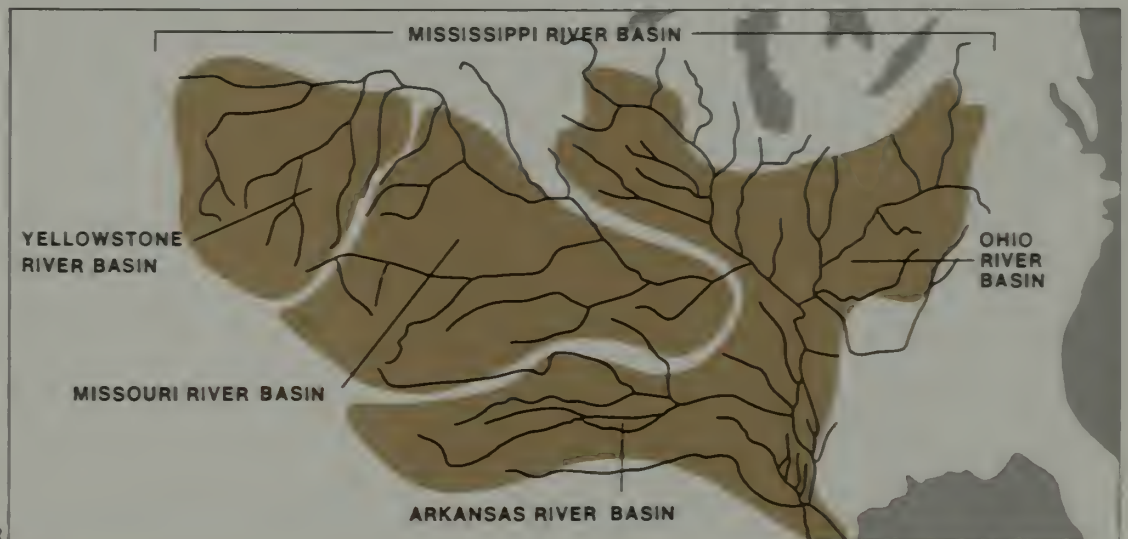 MISSISSIPPI RIVER BASIN
YELLOWSTONE
RIVER BASIN
OHIO
RIVER
BASIN
MISSOURI RIVER BASIN
ARKANSAS RIVER BASIN